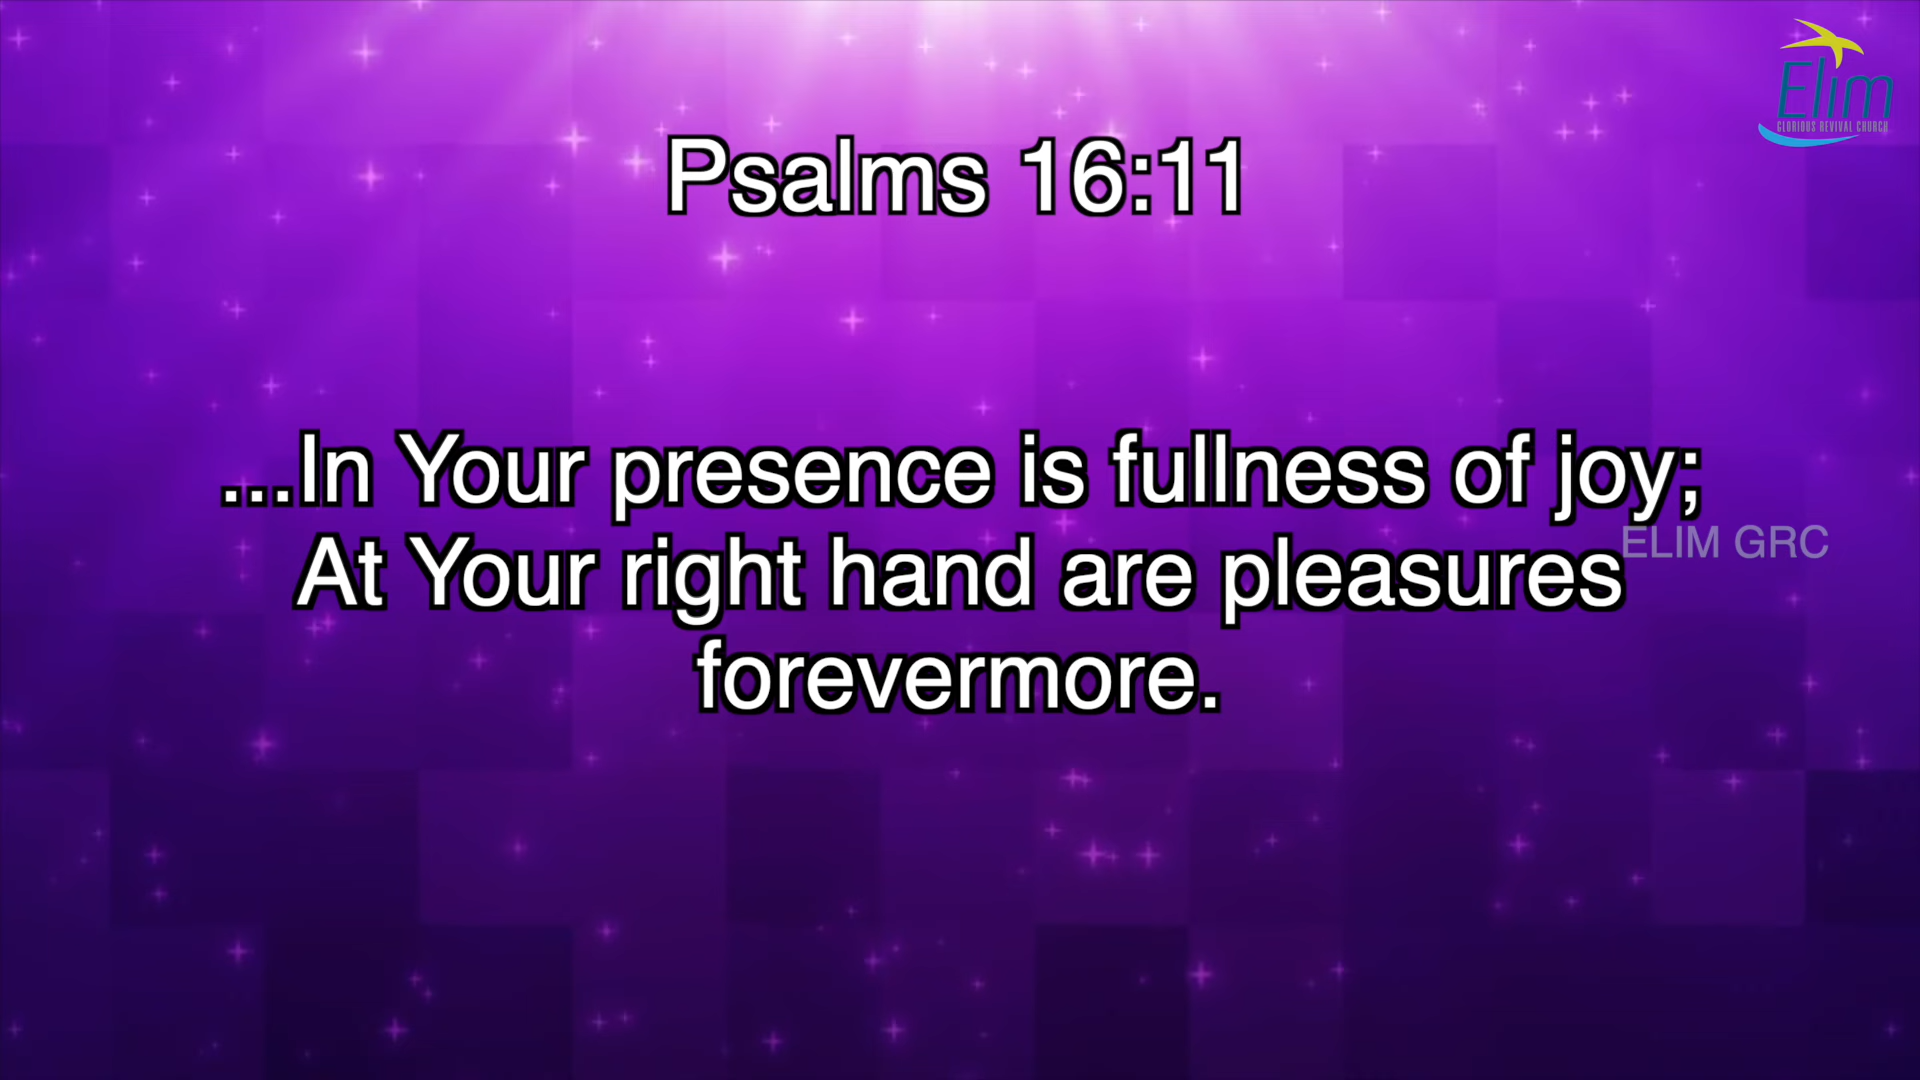 Elim
GLORIOUS REVIVAL CHURCH
Psalms 16:11
...In Your presence is fullness of joy;
ELIM GRC
At Your right hand are pleasures
forevermore.